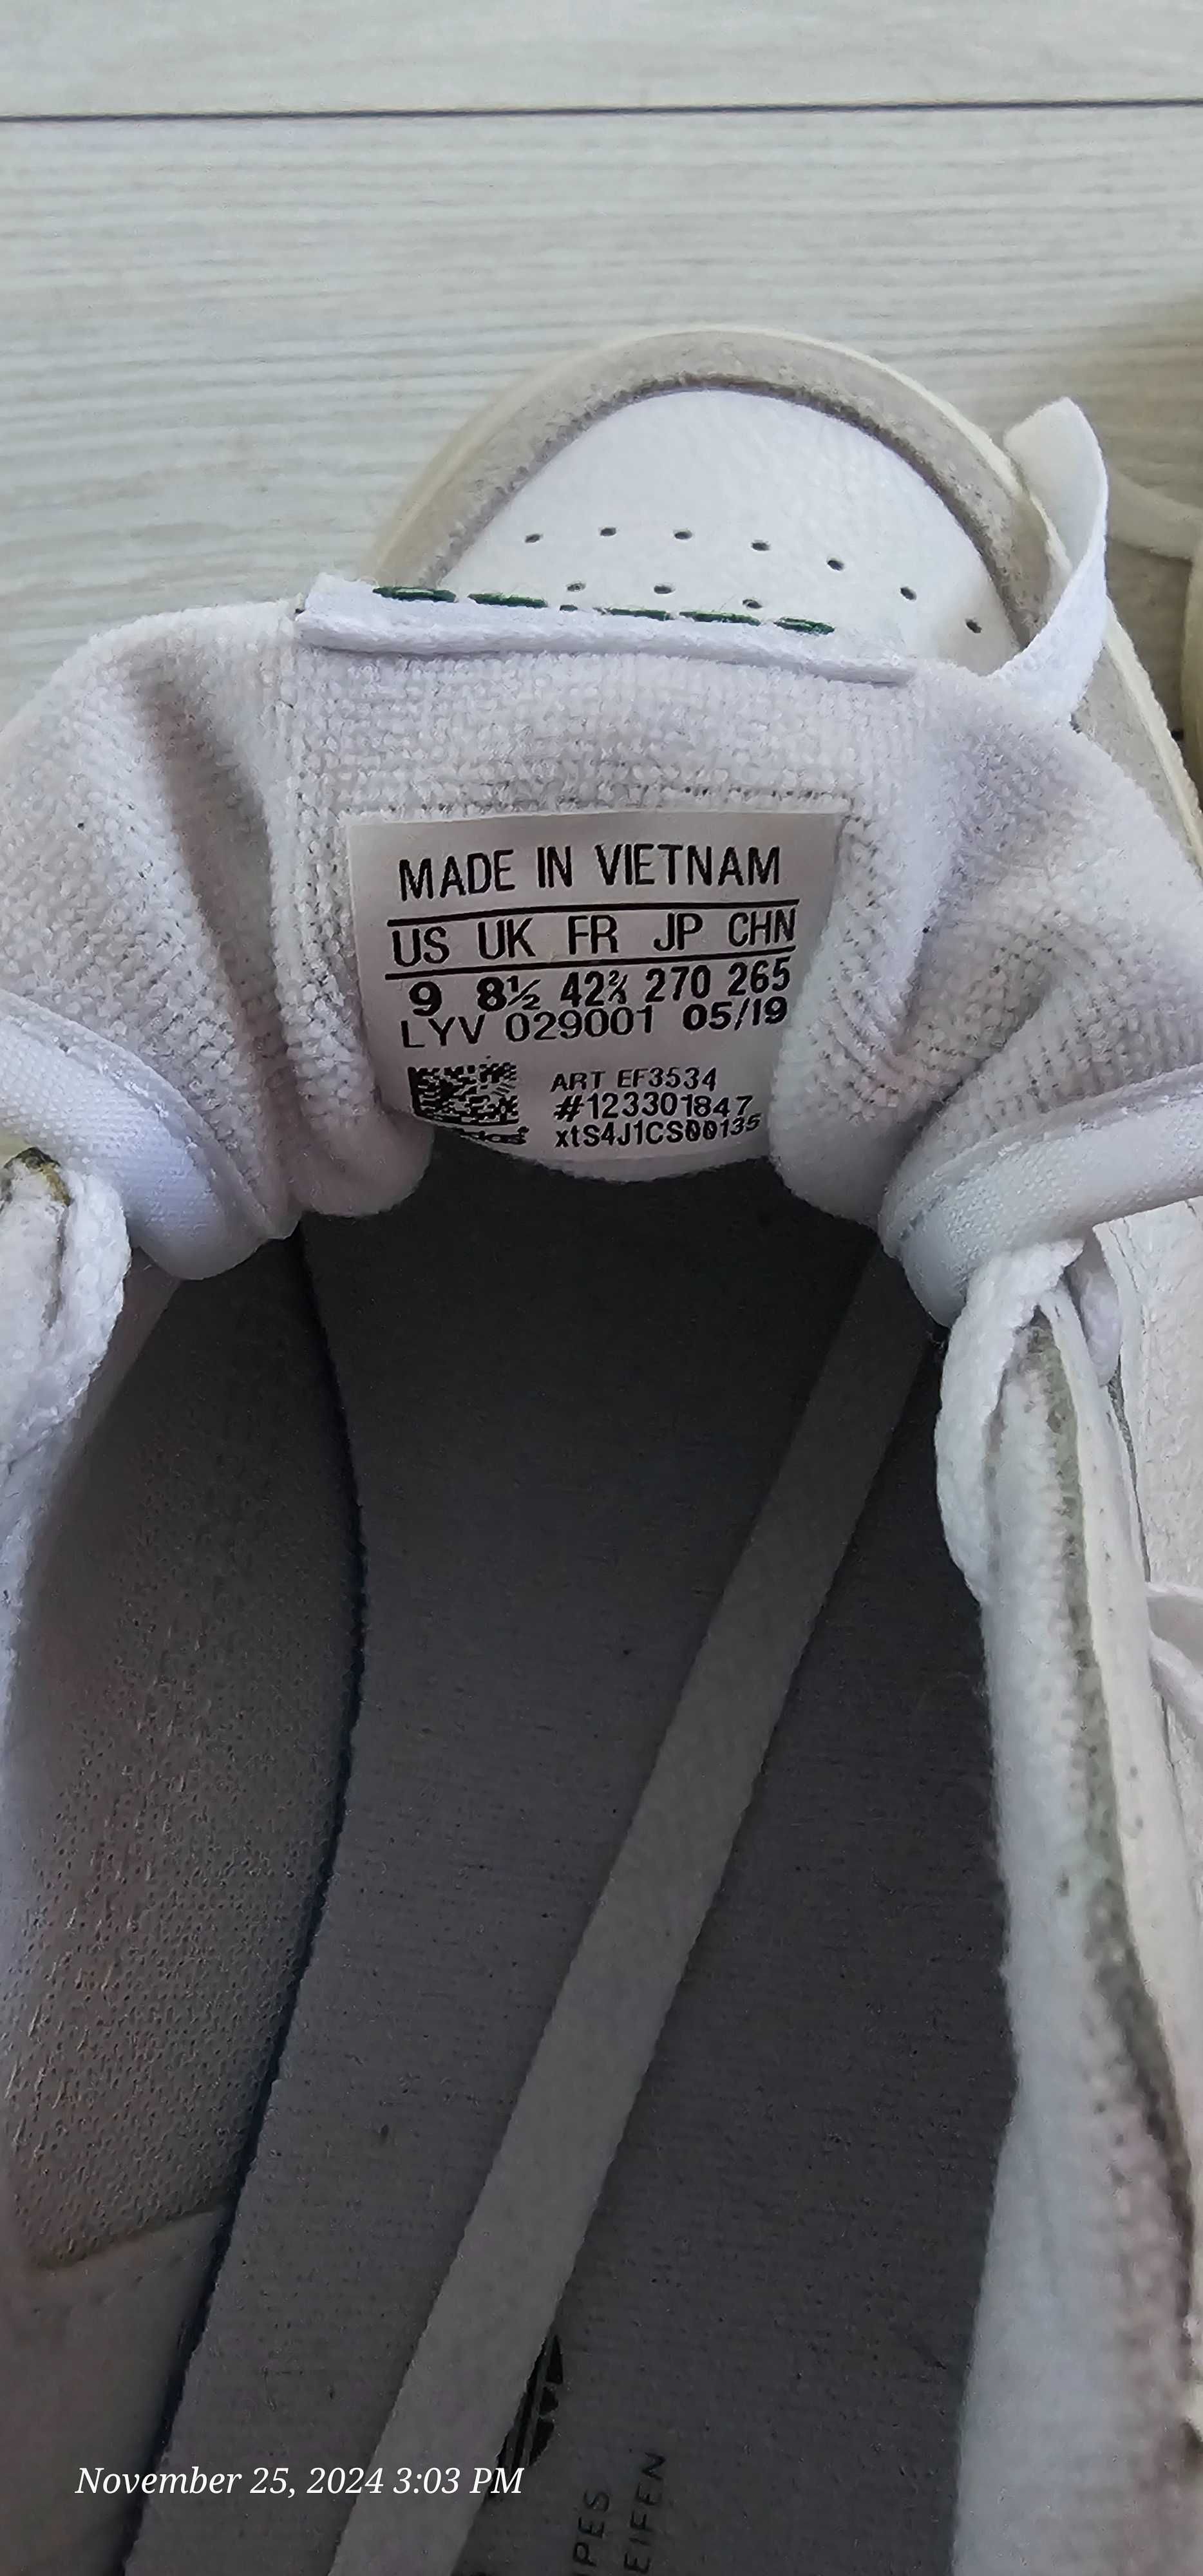 MADE IN VIETNAM
US UK FR JP CHN
9 8½ 42⅔ 270 265
LYV 029001 05/19
ART EF3534
#123301847
xtS4J1CS00135
November 25, 2024 3:03 PM